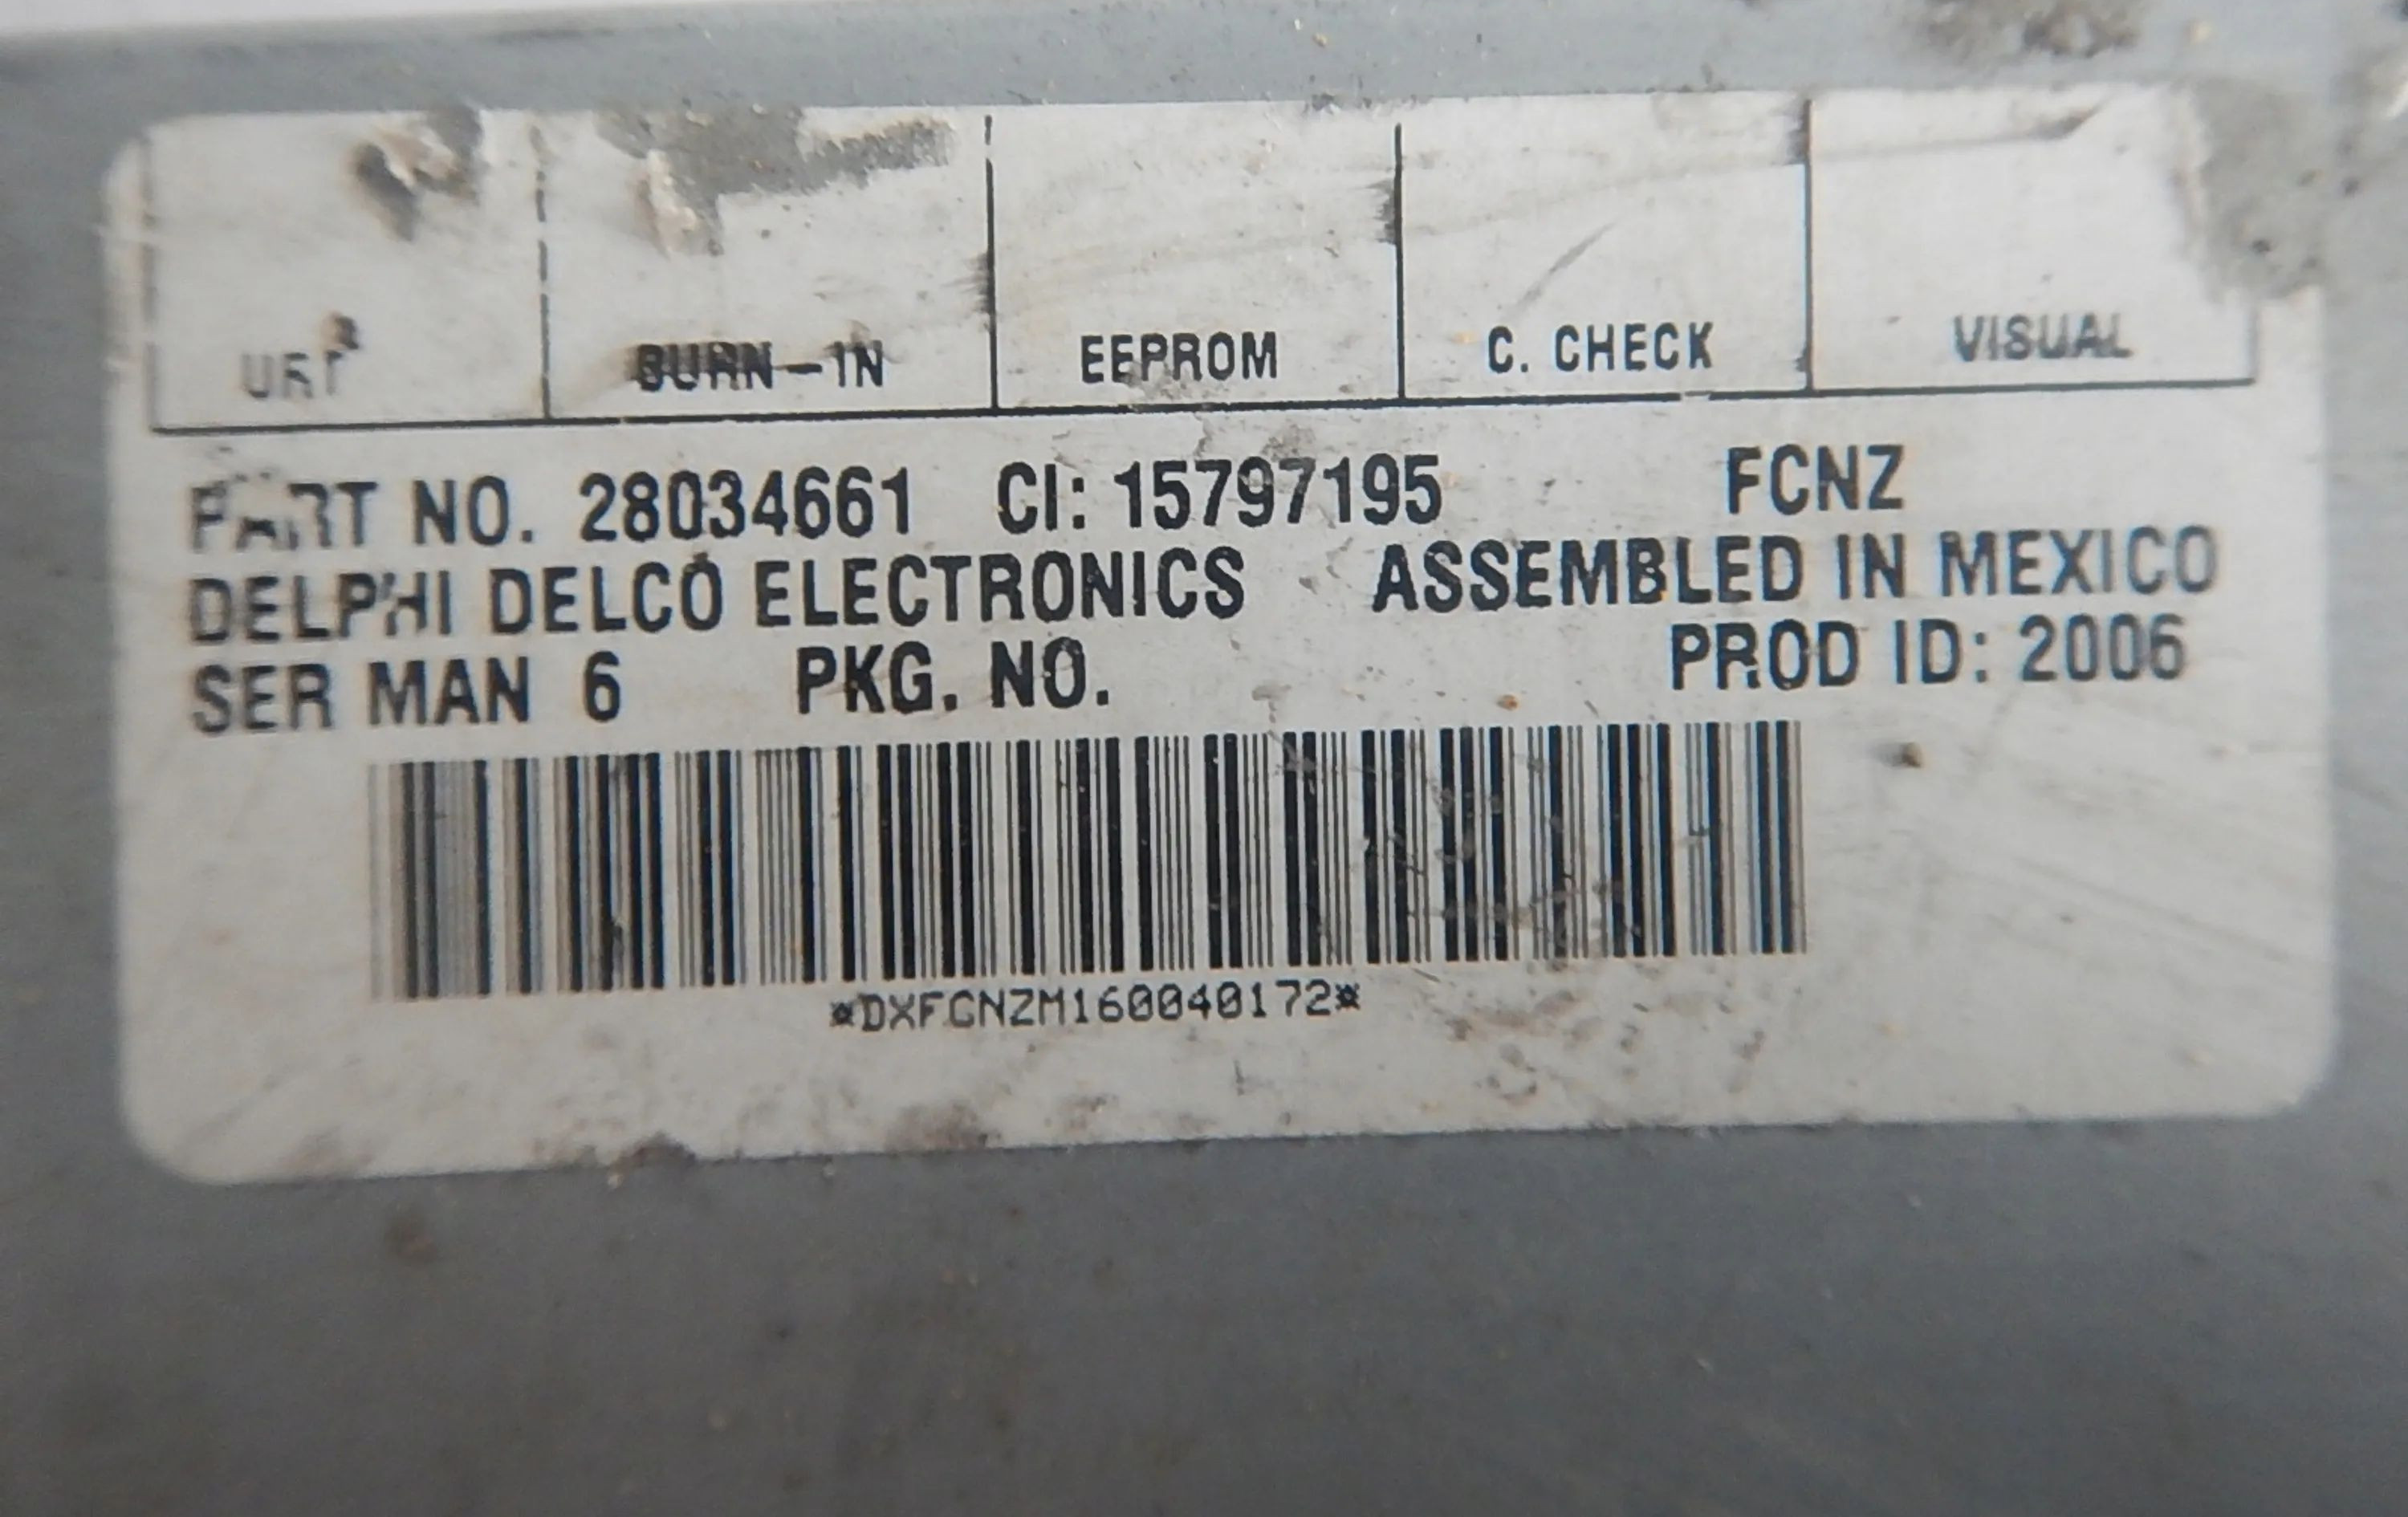 BURN-IN EEPROM C. CHECK VISUAL
PART NO. 28034661 CI: 15797195 FCNZ
DELPHI DELCO ELECTRONICS ASSEMBLED IN MEXICO
SER MAN 6 PKG. NO. PROD ID: 2006
*DXFCNZM160040172*